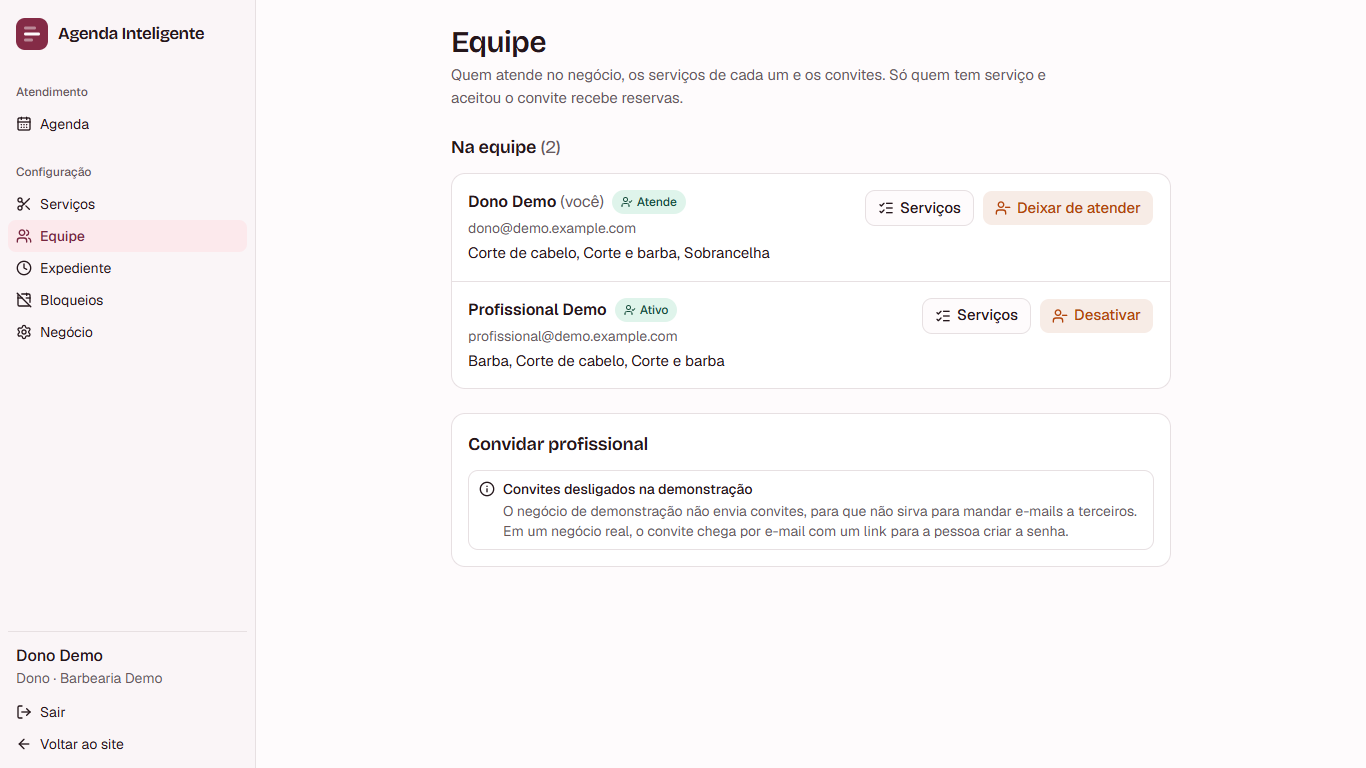 Agenda Inteligente
Atendimento
Agenda
Configuração
Serviços
Equipe
Expediente
Bloqueios
Negócio
Dono Demo
Dono · Barbearia Demo
Sair
Voltar ao site
Equipe
Quem atende no negócio, os serviços de cada um e os convites. Só quem tem serviço e
aceitou o convite recebe reservas.
Na equipe (2)
Dono Demo (você) Atende
Serviços
Deixar de atender
dono@demo.example.com
Corte de cabelo, Corte e barba, Sobrancelha
Profissional Demo Ativo
Serviços
Desativar
profissional@demo.example.com
Barba, Corte de cabelo, Corte e barba
Convidar profissional
Convites desligados na demonstração
O negócio de demonstração não envia convites, para que não sirva para mandar e-mails a terceiros.
Em um negócio real, o convite chega por e-mail com um link para a pessoa criar a senha.